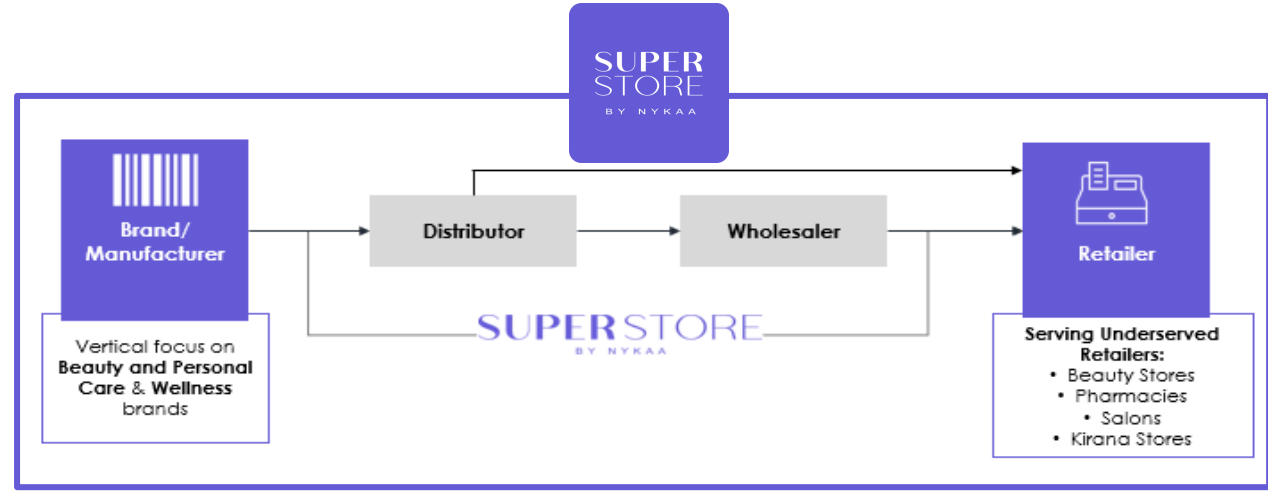 SUPER
STORE
BY NYKAA
Brand/
Manufacturer
Distributor
Wholesaler
Retailer
SUPER STORE
BY NYKAA
Vertical focus on
Beauty and Personal
Care & Wellness
brands
Serving Underserved
Retailers:
• Beauty Stores
• Pharmacies
• Salons
• Kirana Stores